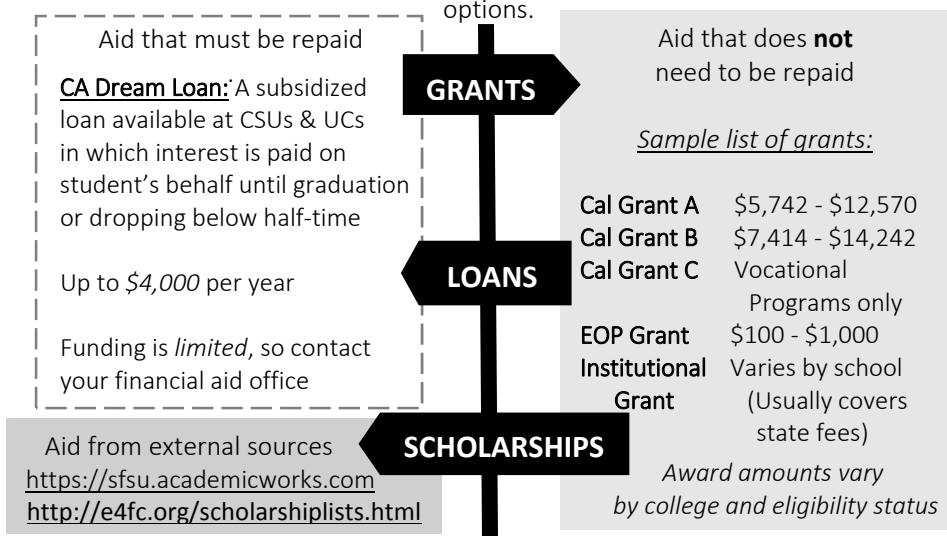 options.
GRANTS
Aid that does not
need to be repaid
Sample list of grants:
Cal Grant A $5,742 - $12,570
Cal Grant B $7,414 - $14,242
Cal Grant C Vocational
Programs only
EOP Grant $100 - $1,000
Institutional Varies by school
Grant (Usually covers
state fees)
Award amounts vary
by college and eligibility status
LOANS
Aid that must be repaid
CA Dream Loan: A subsidized
loan available at CSUs & UCs
in which interest is paid on
student's behalf until graduation
or dropping below half-time
Up to $4,000 per year
Funding is limited, so contact
your financial aid office
SCHOLARSHIPS
Aid from external sources
https://sfsu.academicworks.com
http://e4fc.org/scholarshiplists.html